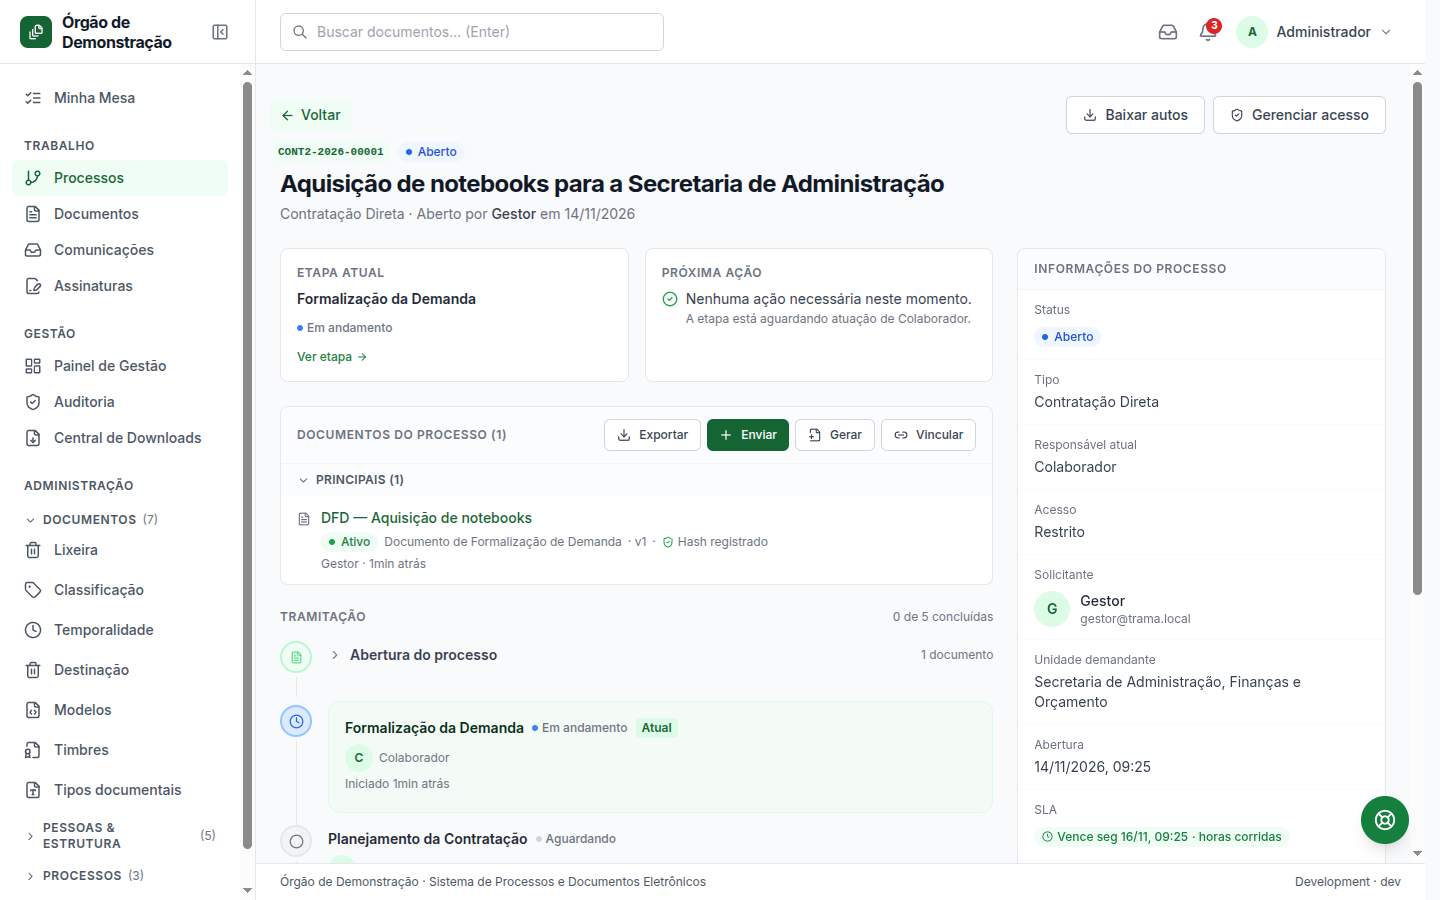 Órgão de
Demonstração
Buscar documentos... (Enter)
3
A
Administrador
Minha Mesa
TRABALHO
Processos
Documentos
Comunicações
Assinaturas
GESTÃO
Painel de Gestão
Auditoria
Central de Downloads
ADMINISTRAÇÃO
DOCUMENTOS (7)
Lixeira
Classificação
Temporalidade
Destinação
Modelos
Timbres
Tipos documentais
PESSOAS &
ESTRUTURA
(5)
PROCESSOS (3)
Voltar
Baixar autos
Gerenciar acesso
CONT2-2026-00001
Aberto
Aquisição de notebooks para a Secretaria de Administração
Contratação Direta · Aberto por Gestor em 14/11/2026
ETAPA ATUAL
Formalização da Demanda
Em andamento
Ver etapa →
PRÓXIMA AÇÃO
Nenhuma ação necessária neste momento.
A etapa está aguardando atuação de Colaborador.
DOCUMENTOS DO PROCESSO (1)
Exportar
Enviar
Gerar
Vincular
PRINCIPAIS (1)
DFD — Aquisição de notebooks
Ativo Documento de Formalização de Demanda · v1 · Hash registrado
Gestor · 1min atrás
TRAMITAÇÃO
0 de 5 concluídas
Abertura do processo
1 documento
Formalização da Demanda Em andamento Atual
C Colaborador
Iniciado 1min atrás
Planejamento da Contratação Aguardando
INFORMAÇÕES DO PROCESSO
Status
Aberto
Tipo
Contratação Direta
Responsável atual
Colaborador
Acesso
Restrito
Solicitante
G
Gestor
gestor@trama.local
Unidade demandante
Secretaria de Administração, Finanças e
Orçamento
Abertura
14/11/2026, 09:25
SLA
Vence seg 16/11, 09:25 · horas corridas
Órgão de Demonstração · Sistema de Processos e Documentos Eletrônicos
Development · dev